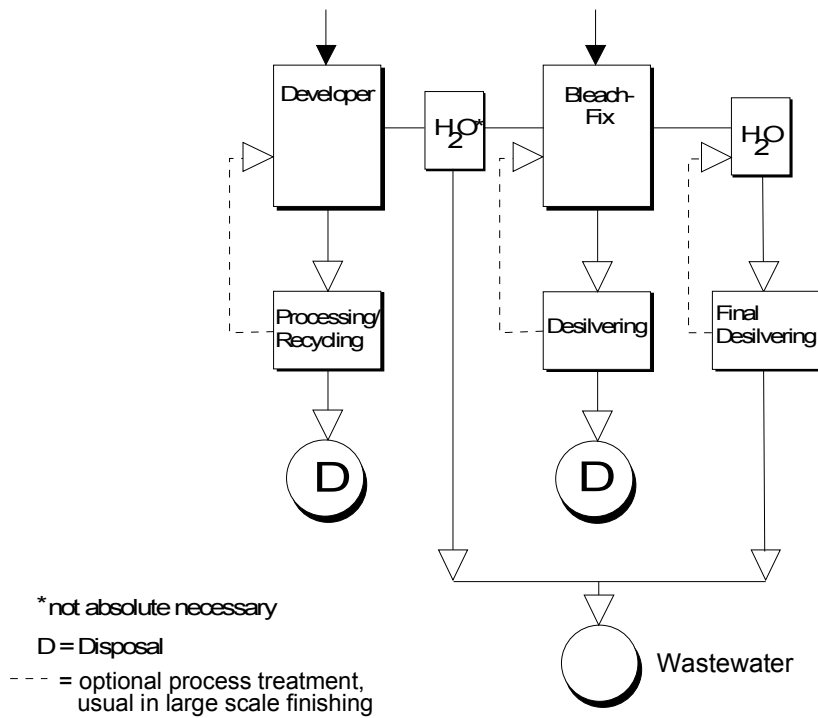 Developer
H2O*
Bleach-
Fix
H2O
Processing/
Recycling
Desilvering
Final
Desilvering
D
D
*not absolute necessary
D = Disposal
---- = optional process treatment,
usual in large scale finishing
Wastewater